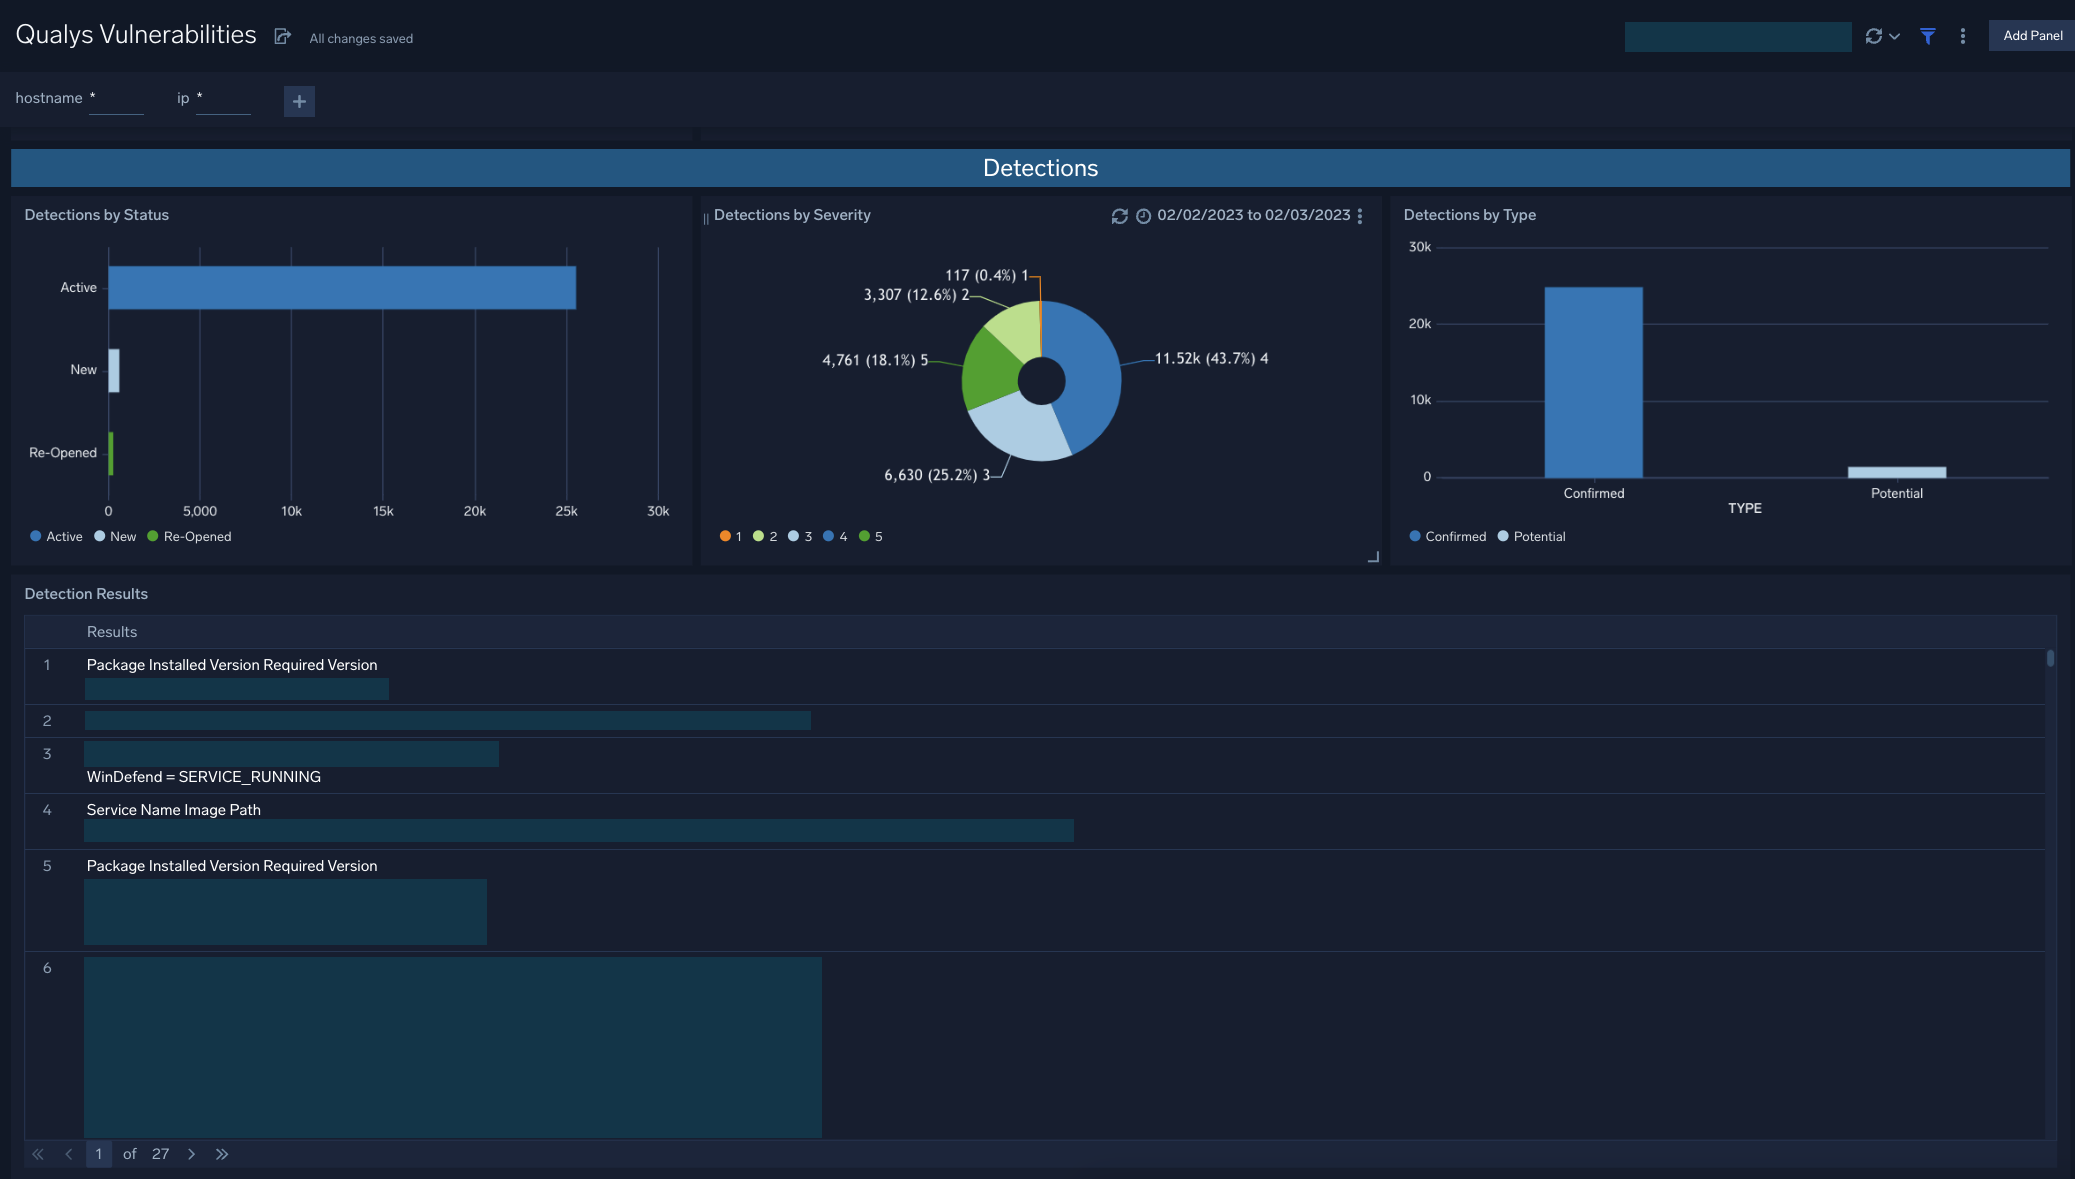 Qualys Vulnerabilities
All changes saved
Add Panel
hostname *
ip *
+
Detections
Detections by Status
Active
New
Re-Opened
0 5,000 10k 15k 20k 25k 30k
Active New Re-Opened
Detections by Severity
02/02/2023 to 02/03/2023
117 (0.4%) 1
3,307 (12.6%) 2
4,761 (18.1%) 5
11.52k (43.7%) 4
6,630 (25.2%) 3
1 2 3 4 5
Detections by Type
30k
20k
10k
0
Confirmed Potential
TYPE
Confirmed Potential
Detection Results
Results
1 Package Installed Version Required Version
2
3
WinDefend = SERVICE_RUNNING
4 Service Name Image Path
5 Package Installed Version Required Version
6
1 of 27